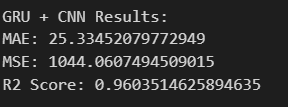 GRU + CNN Results:
MAE: 25.33452079772949
MSE: 1044.0607494509015
R2 Score: 0.9603514625894635